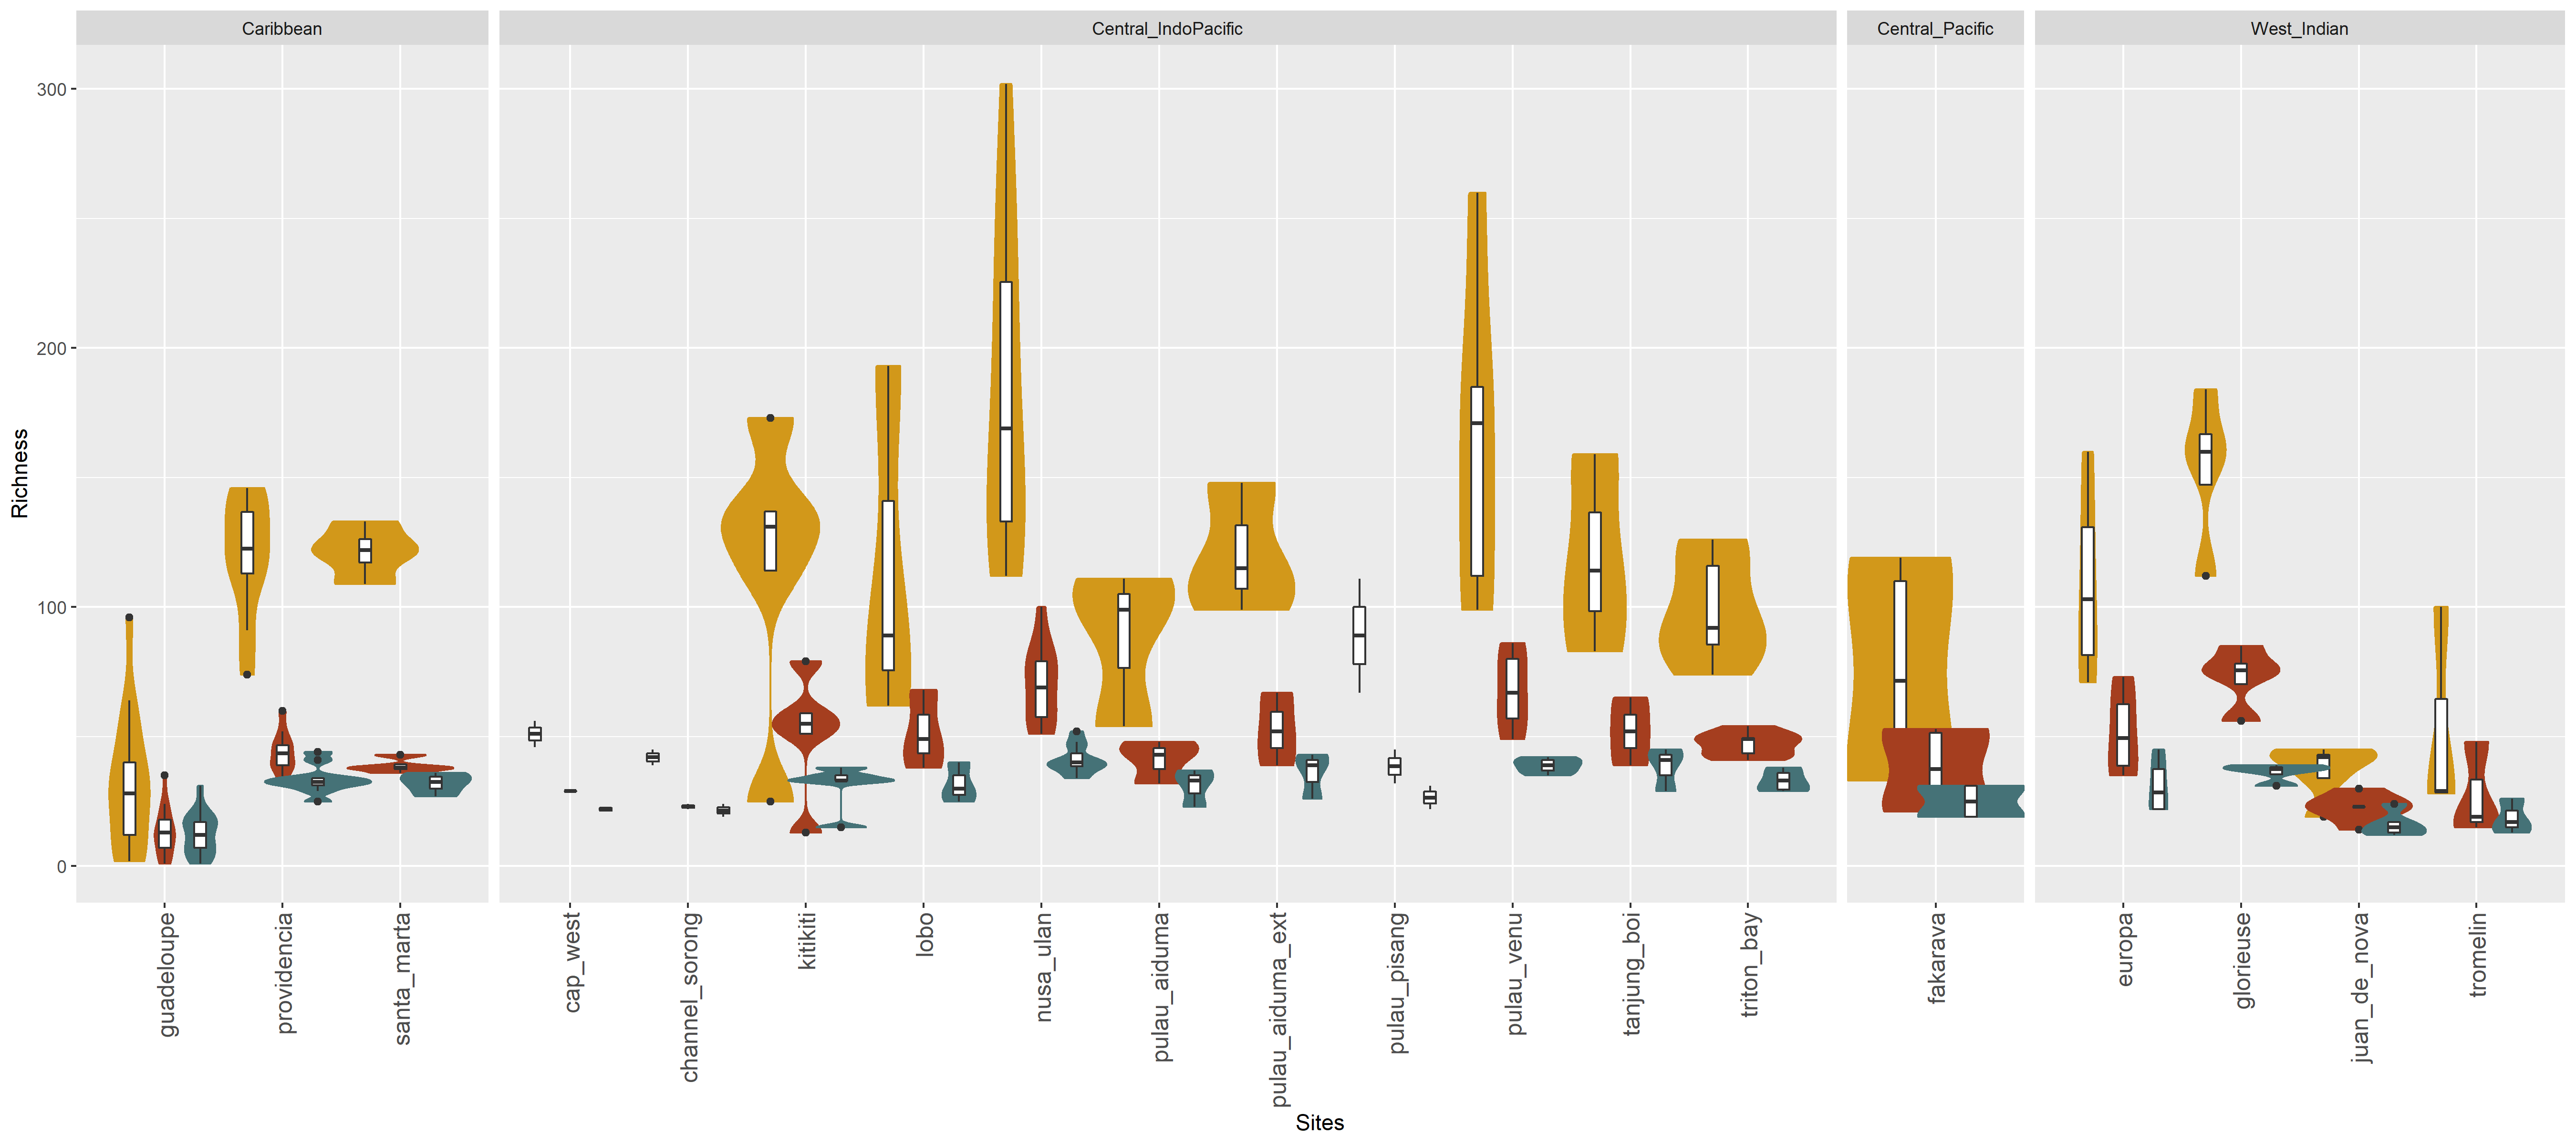 Caribbean
Central_IndoPacific
Central_Pacific
West_Indian
Richness
300
200
100
0
guadeloupe
providencia
santa_marta
cap_west
channel_sorong
kitikiti
lobo
nusa_ulan
pulau_aiduma
pulau_aiduma_ext
pulau_pisang
pulau_venu
tanjung_boi
triton_bay
fakarava
europa
glorieuse
juan_de_nova
tromelin
Sites